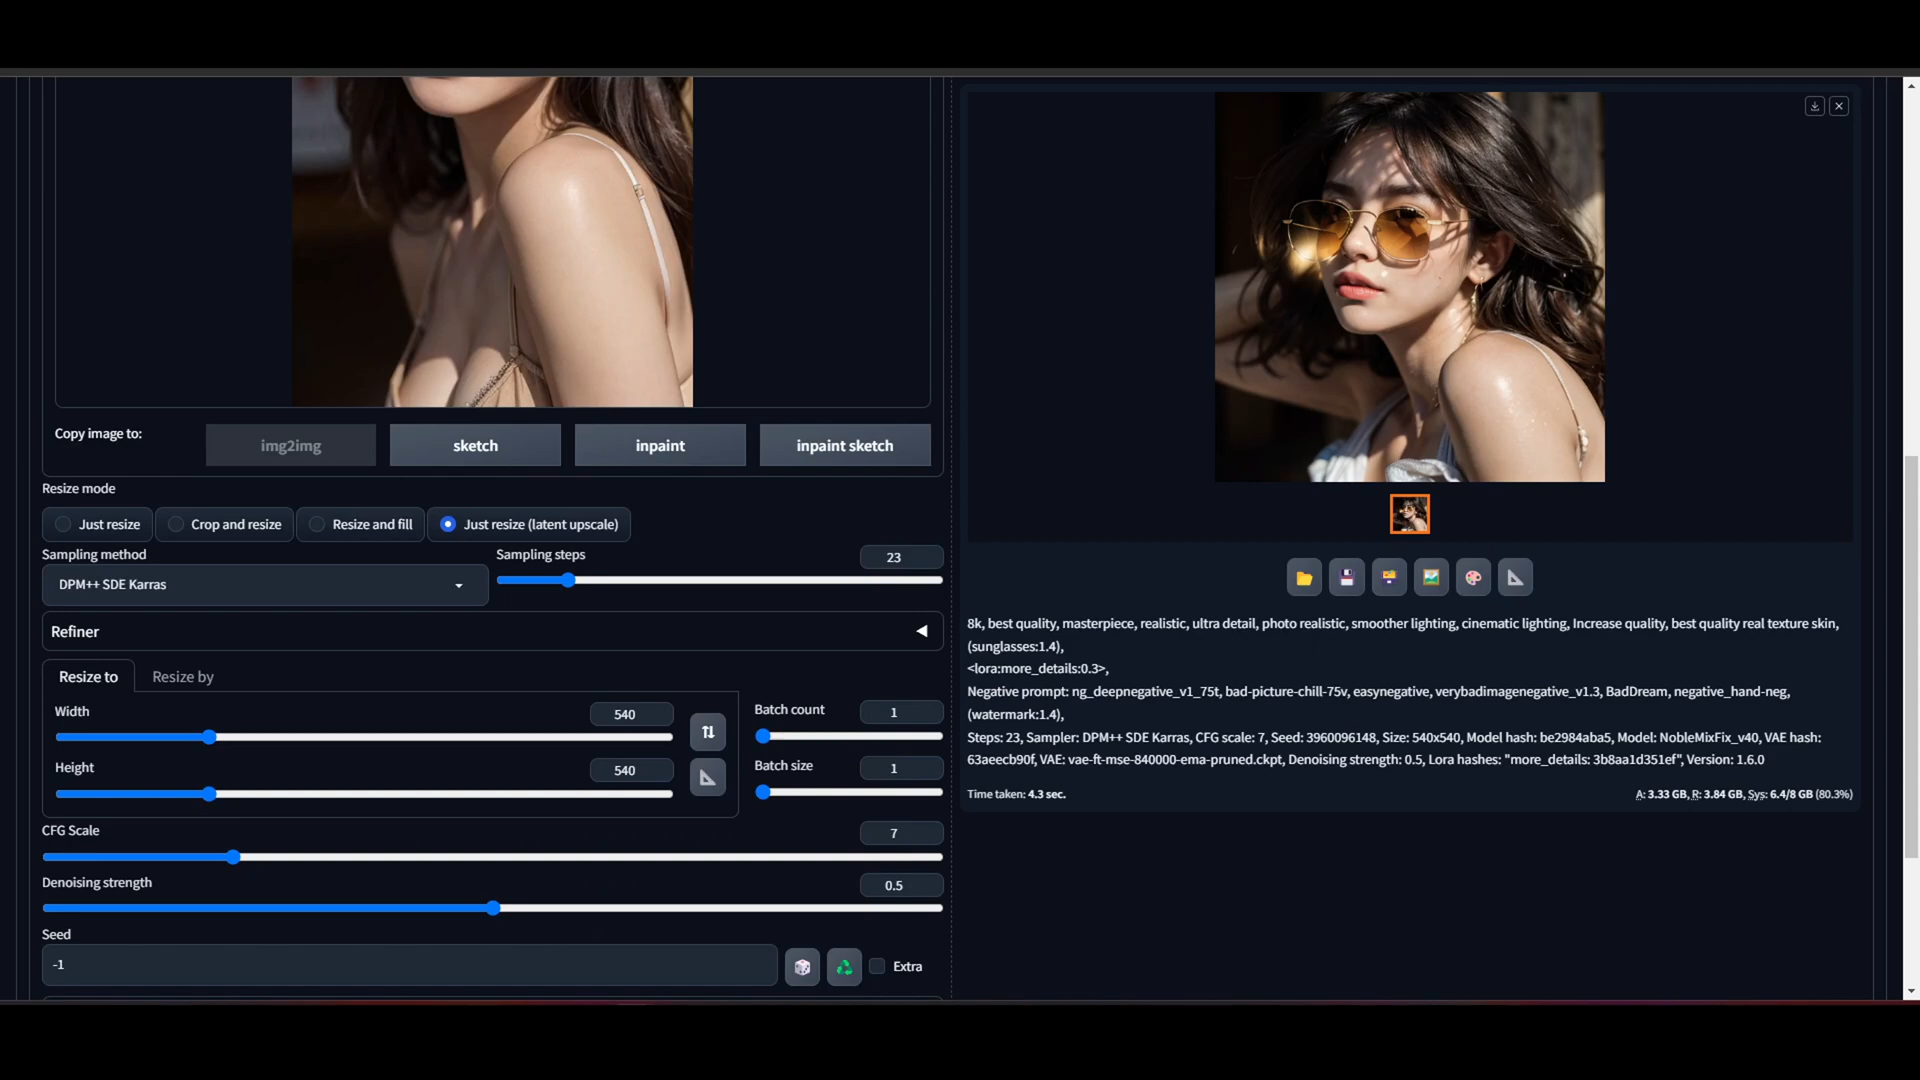 Copy image to:
img2img
sketch
inpaint
inpaint sketch
Resize mode
Just resize
Crop and resize
Resize and fill
Just resize (latent upscale)
Sampling method
DPM++ SDE Karras
Sampling steps
23
Refiner
Resize to
Resize by
Width
540
Height
540
Batch count
1
Batch size
1
CFG Scale
7
Denoising strength
0.5
Seed
-1
Extra
8k, best quality, masterpiece, realistic, ultra detail, photo realistic, smoother lighting, cinematic lighting, Increase quality, best quality real texture skin,
(sunglasses:1.4),
<lora:more_details:0.3>,
Negative prompt: ng_deepnegative_v1_75t, bad-picture-chill-75v, easynegative, verybadimagenegative_v1.3, BadDream, negative_hand-neg,
(watermark:1.4),
Steps: 23, Sampler: DPM++ SDE Karras, CFG scale: 7, Seed: 3960096148, Size: 540x540, Model hash: be2984aba5, Model: NobleMixFix_v40, VAE hash:
63aeecb90f, VAE: vae-ft-mse-840000-ema-pruned.ckpt, Denoising strength: 0.5, Lora hashes: "more_details: 3b8aa1d351ef", Version: 1.6.0
Time taken: 4.3 sec.
A: 3.33 GB, R: 3.84 GB, Sys: 6.4/8 GB (80.3%)